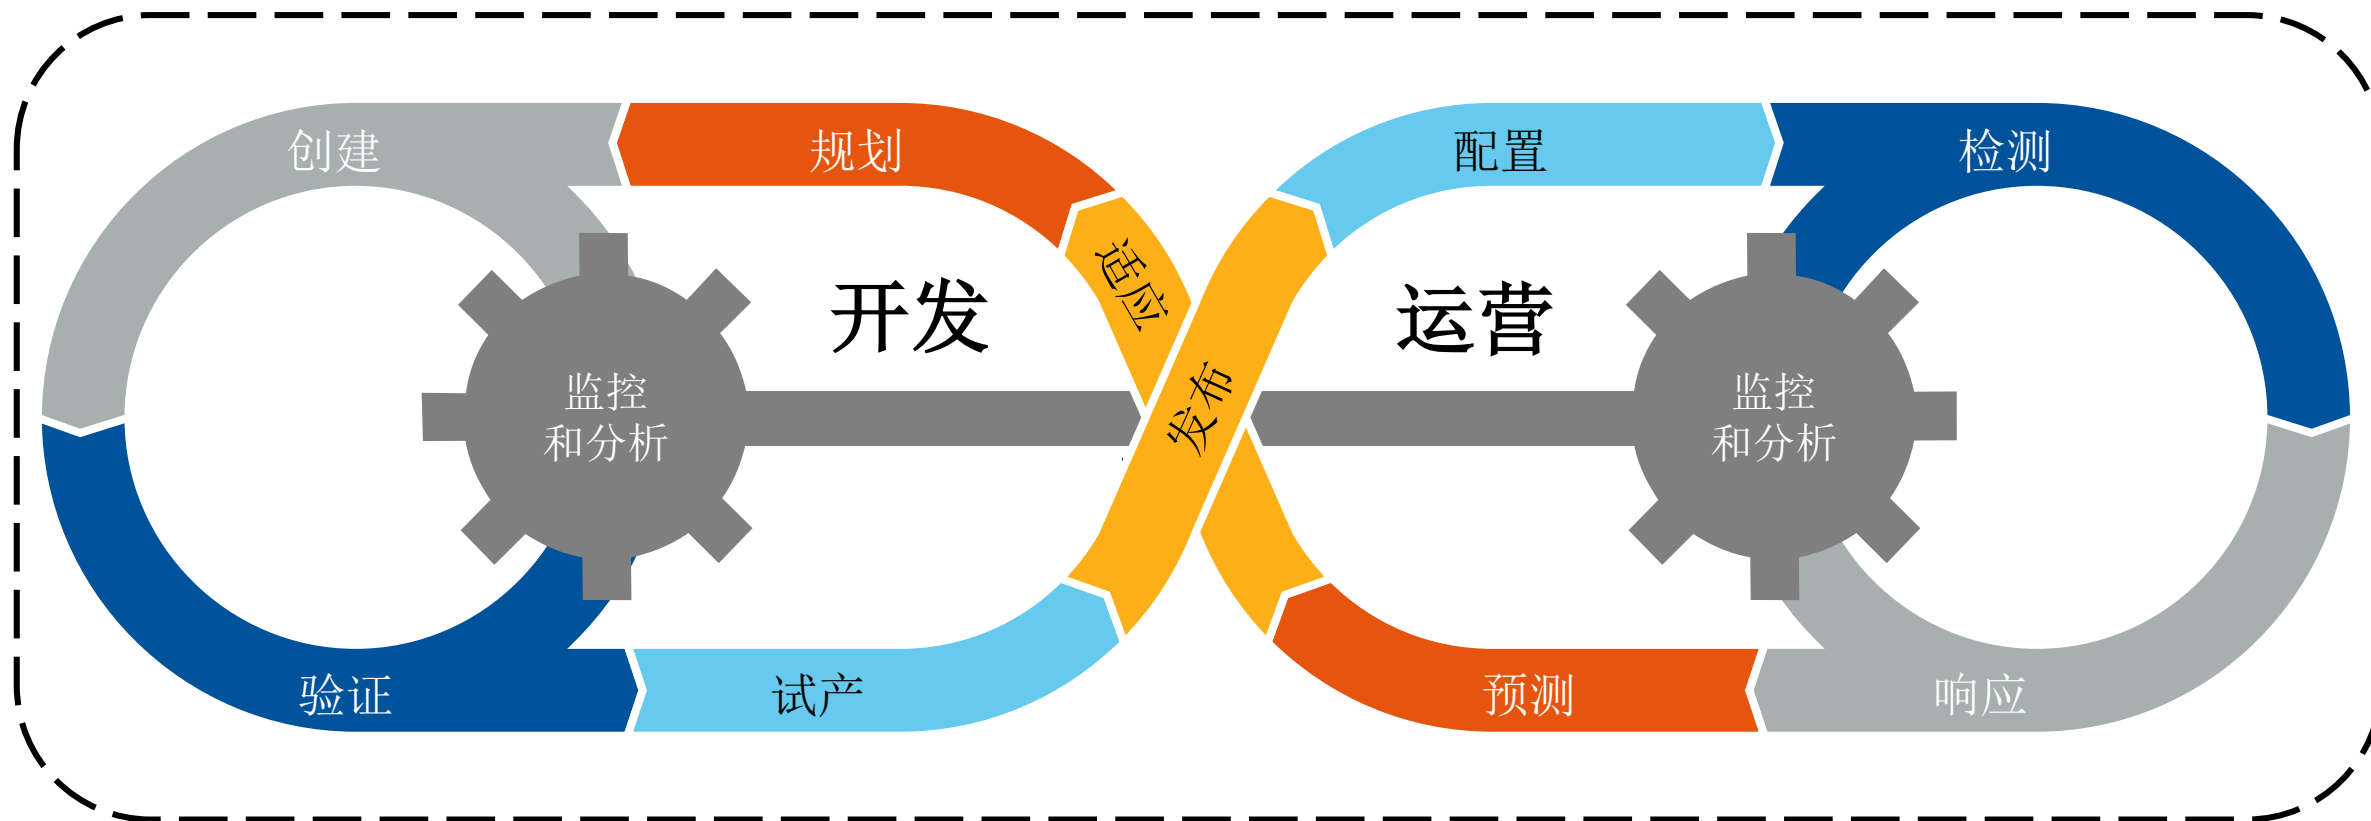 创建
规划
配置
检测
适应
开发
运营
发布
监控
和分析
监控
和分析
验证
试产
预测
响应